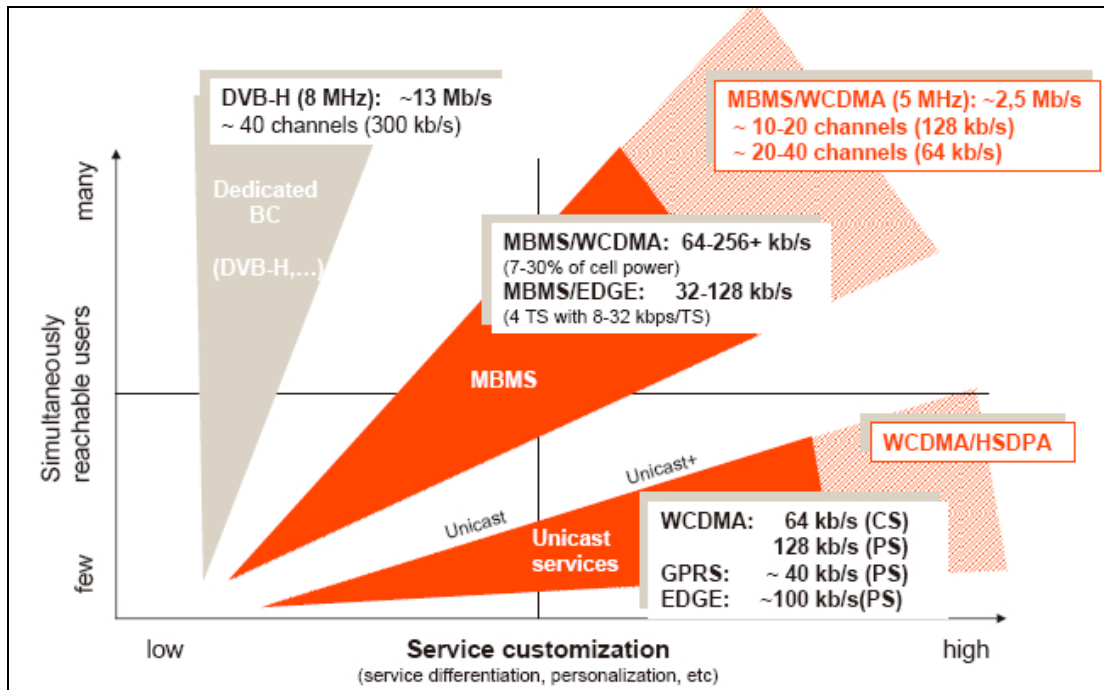 DVB-H (8 MHz): ~13 Mb/s
~ 40 channels (300 kb/s)
MBMS/WCDMA (5 MHz): ~2,5 Mb/s
~ 10-20 channels (128 kb/s)
~ 20-40 channels (64 kb/s)
Dedicated
BC
(DVB-H,...)
MBMS/WCDMA: 64-256+ kb/s
(7-30% of cell power)
MBMS/EDGE: 32-128 kb/s
(4 TS with 8-32 kbps/TS)
MBMS
many
Simultaneously
reachable users
few
WCDMA/HSDPA
Unicast+
Unicast
Unicast
services
WCDMA: 64 kb/s (CS)
128 kb/s (PS)
GPRS: ~ 40 kb/s (PS)
EDGE: ~100 kb/s(PS)
low
Service customization
high
(service differentiation, personalization, etc)